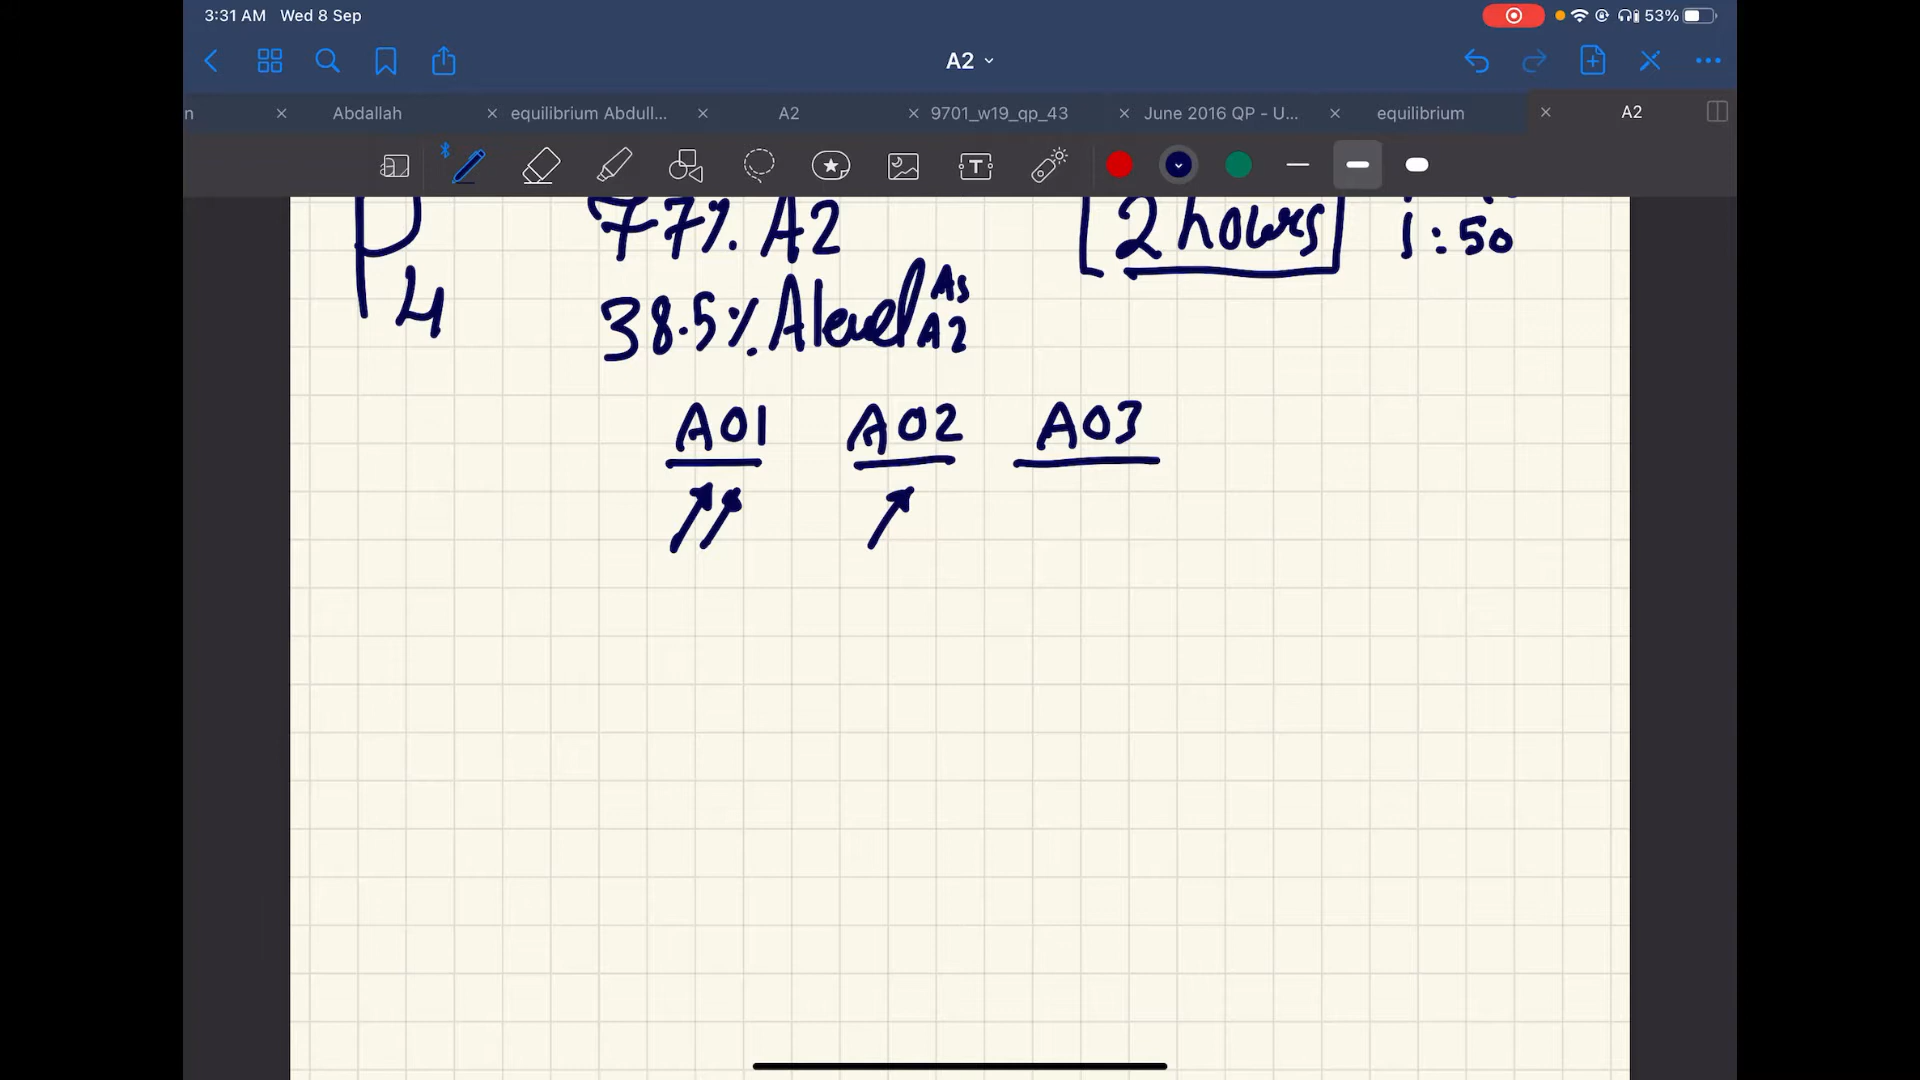 3:31 AM Wed 8 Sep 53%
A2
n Abdallah equilibrium Abdull... A2 9701_w19_qp_43 June 2016 QP - U... equilibrium A2
P4 77% A2 [2 hours] 1:50
38.5% A level As A2
AO1 AO2 AO3